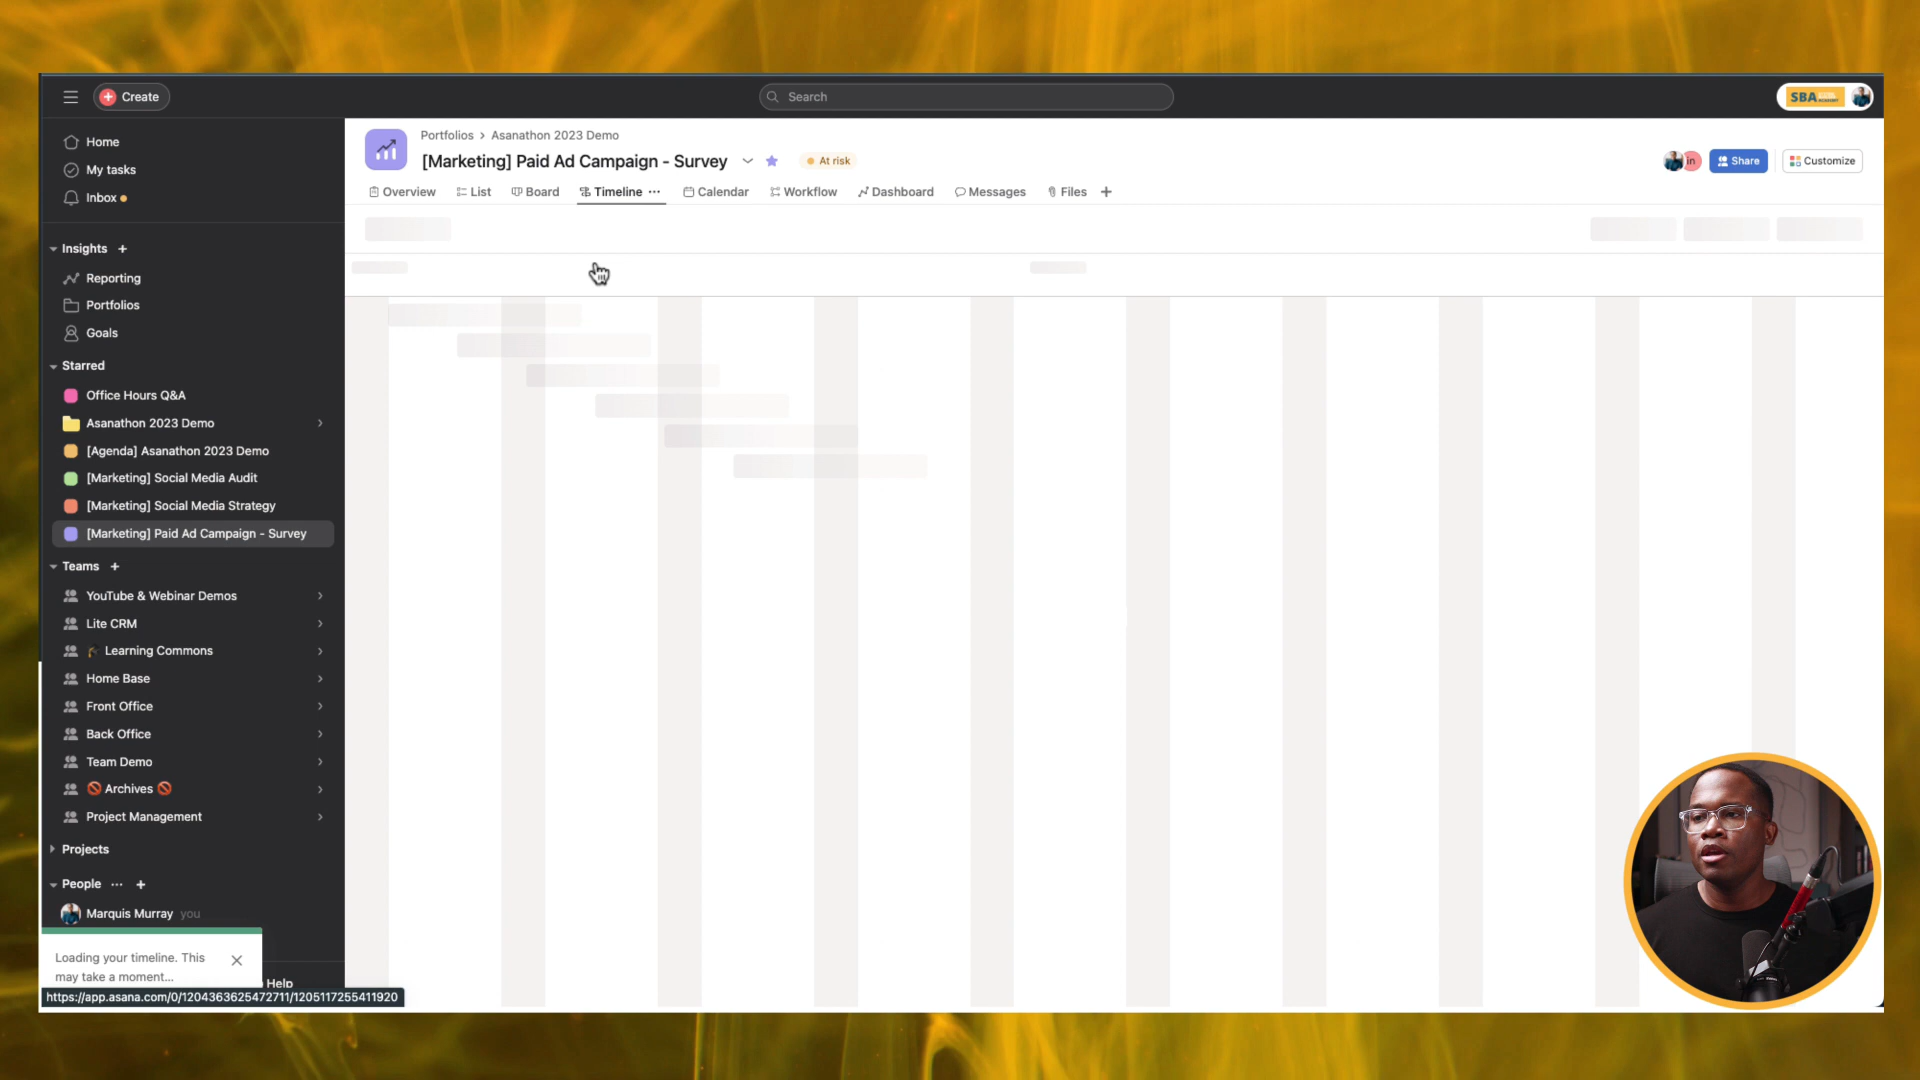 Create
Search
SBA
Home
My tasks
Inbox
Insights
Reporting
Portfolios
Goals
Starred
Office Hours Q&A
Asanathon 2023 Demo
[Agenda] Asanathon 2023 Demo
[Marketing] Social Media Audit
[Marketing] Social Media Strategy
[Marketing] Paid Ad Campaign - Survey
Teams
YouTube & Webinar Demos
Lite CRM
Learning Commons
Home Base
Front Office
Back Office
Team Demo
Archives
Project Management
Projects
People
Marquis Murray you
Loading your timeline. This
may take a moment...
Help
https://app.asana.com/0/1204363625472711/1205117255411920
Portfolios > Asanathon 2023 Demo
[Marketing] Paid Ad Campaign - Survey
At risk
in
Share
Customize
Overview
List
Board
Timeline
Calendar
Workflow
Dashboard
Messages
Files